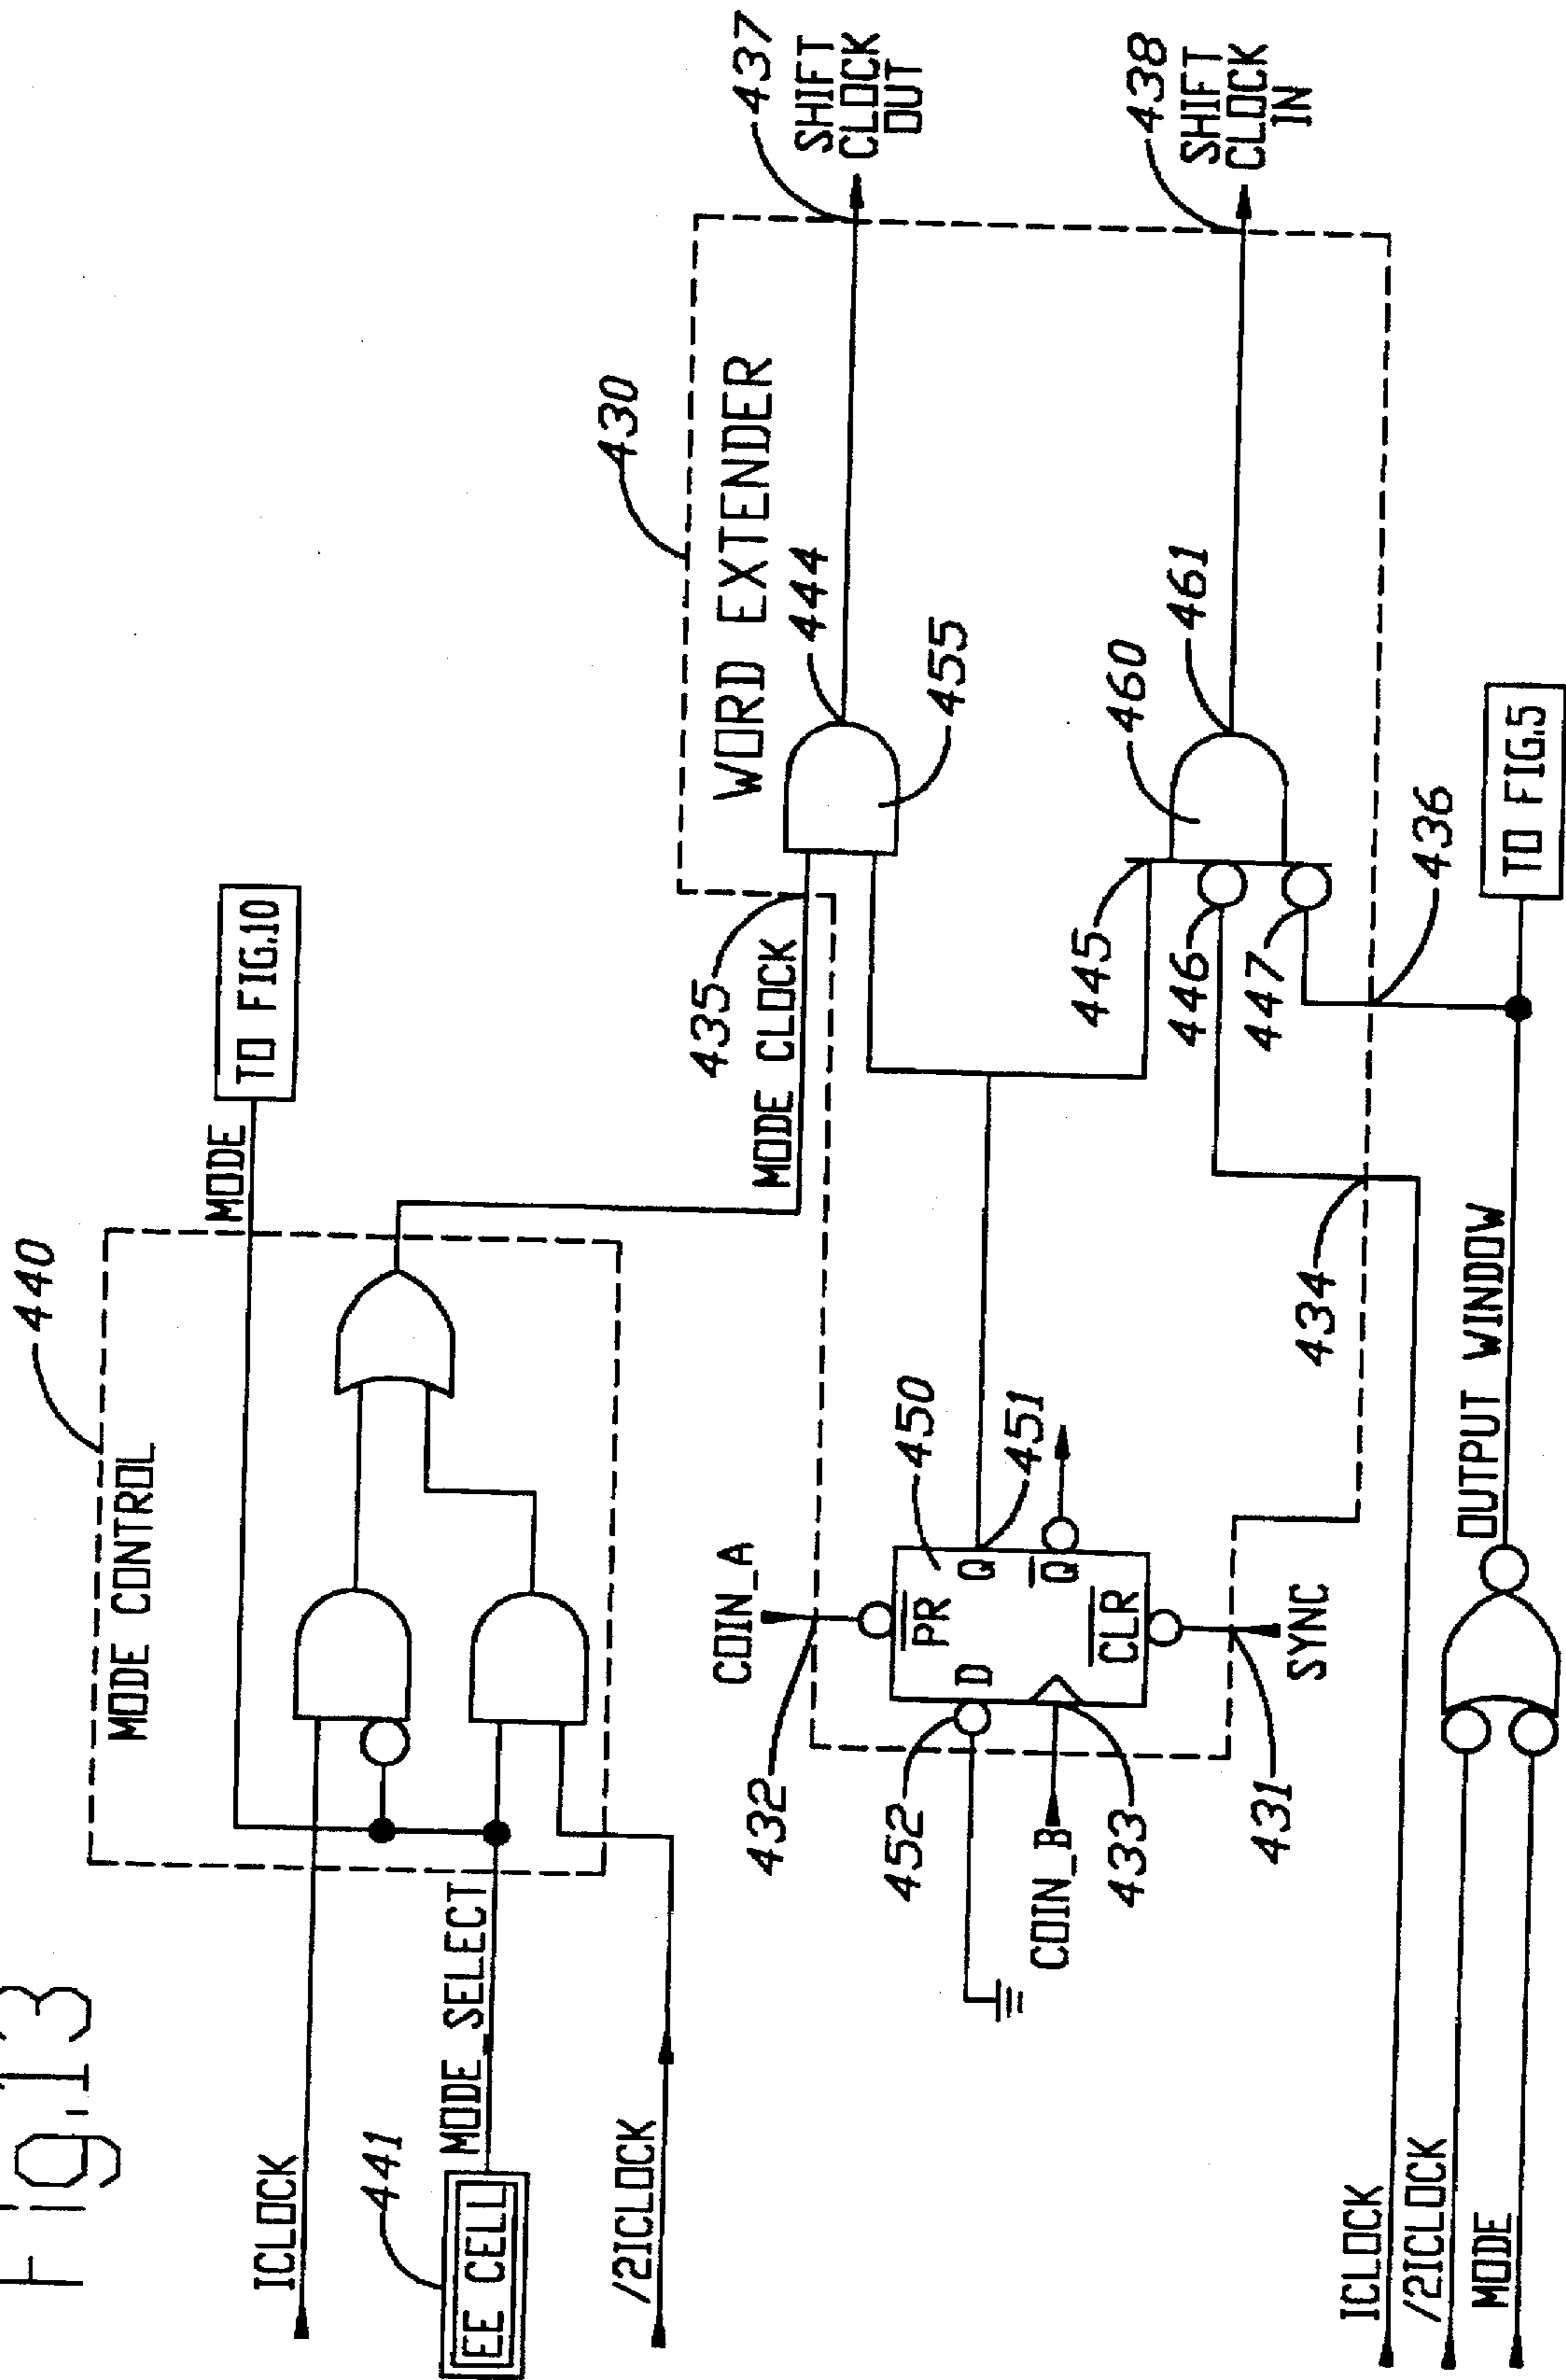 Fig.13
440
MODE CONTROL
MODE
TO FIG.10
ICLOCK
441
EE CELL
MODE SELECT
/2ICLOCK
430
WORD EXTENDER
435
MODE CLOCK
444
455
437
SHIFT
CLOCK
OUT
COIN_A
432
450
PR
D
Q
451
Q
CLR
452
COIN_B
433
431
SYNC
445
446
447
460
461
438
SHIFT
CLOCK
IN
434
436
ICLOCK
/2ICLOCK
MODE
OUTPUT WINDOW
TO FIG.5